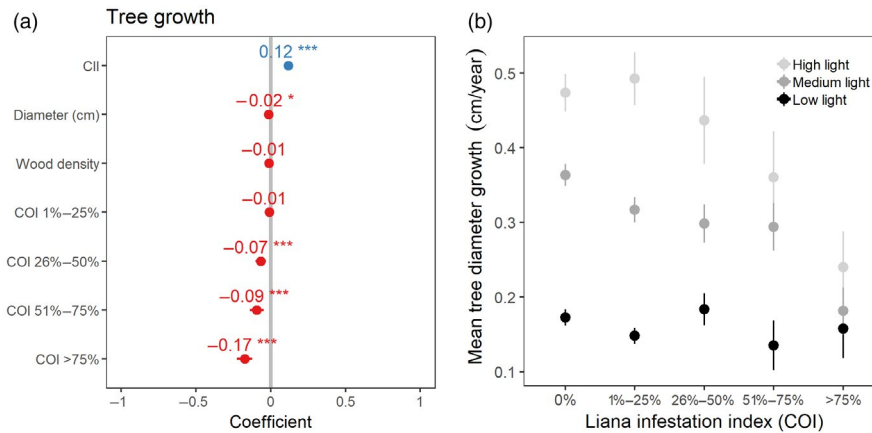 (a)
Tree growth
CII
0.12 ***
Diameter (cm)
−0.02 *
Wood density
−0.01
COI 1%−25%
−0.01
COI 26%−50%
−0.07 ***
COI 51%−75%
−0.09 ***
COI >75%
−0.17 ***
−1
−0.5
0
0.5
1
Coefficient
(b)
Mean tree diameter growth (cm/year)
0.5
0.4
0.3
0.2
0.1
High light
Medium light
Low light
0%
1%−25%
26%−50%
51%−75%
>75%
Liana infestation index (COI)